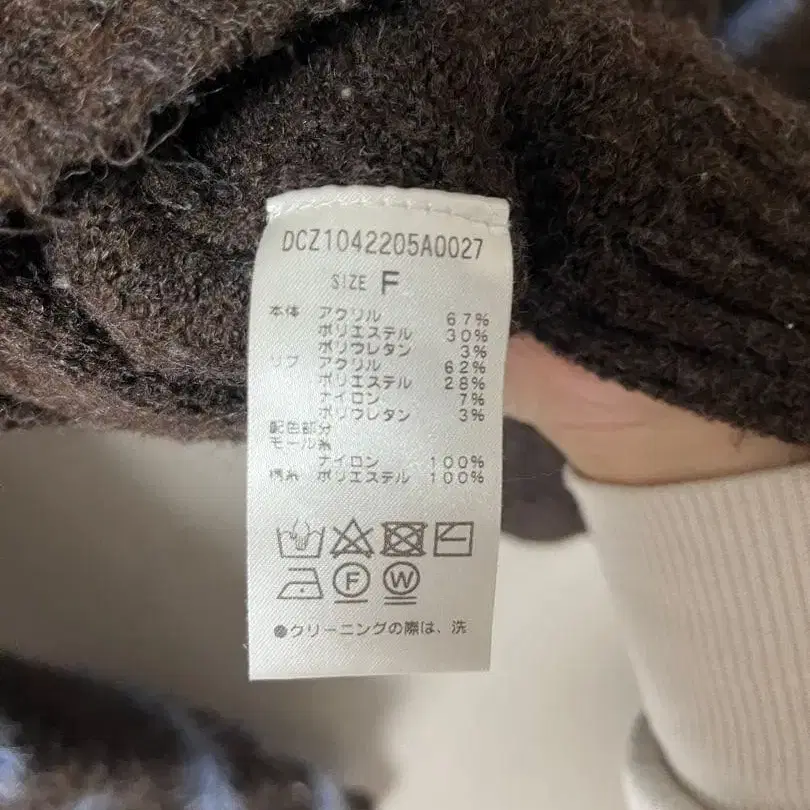 DCZ1042205A0027
SIZE F
本体 アクリル 67%
ポリエステル 30%
ポリウレタン 3%
リブ アクリル 62%
ポリエステル 28%
ナイロン 7%
ポリウレタン 3%
配色部分
モール糸
ナイロン 100%
柄糸 ポリエステル 100%
F W
●クリーニングの際は、洗